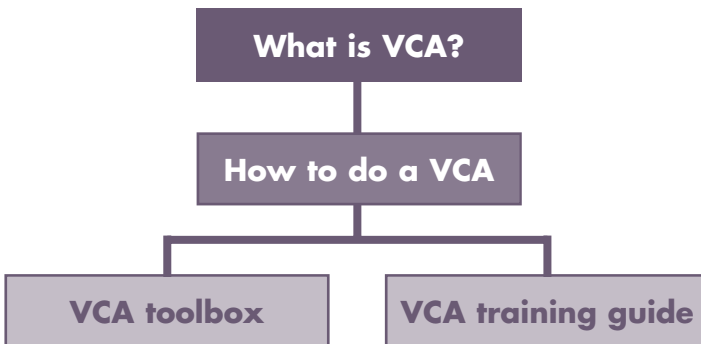 What is VCA?
How to do a VCA
VCA toolbox
VCA training guide